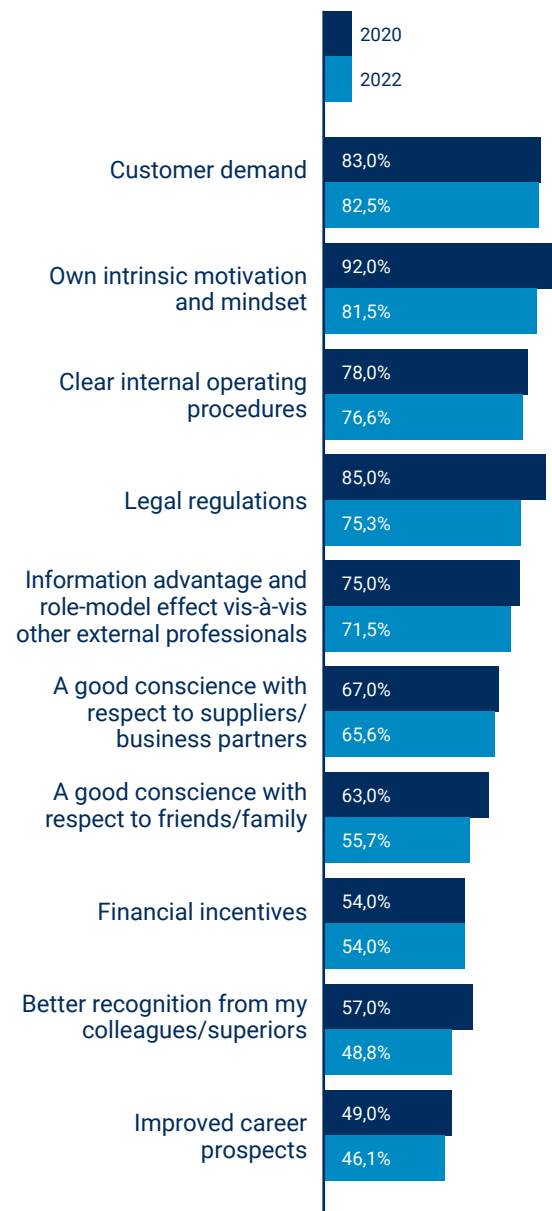 2020
2022
Customer demand
83,0%
82,5%
Own intrinsic motivation
and mindset
92,0%
81,5%
Clear internal operating
procedures
78,0%
76,6%
Legal regulations
85,0%
75,3%
Information advantage and
role-model effect vis-à-vis
other external professionals
75,0%
71,5%
A good conscience with
respect to suppliers/
business partners
67,0%
65,6%
A good conscience with
respect to friends/family
63,0%
55,7%
Financial incentives
54,0%
54,0%
Better recognition from my
colleagues/superiors
57,0%
48,8%
Improved career
prospects
49,0%
46,1%